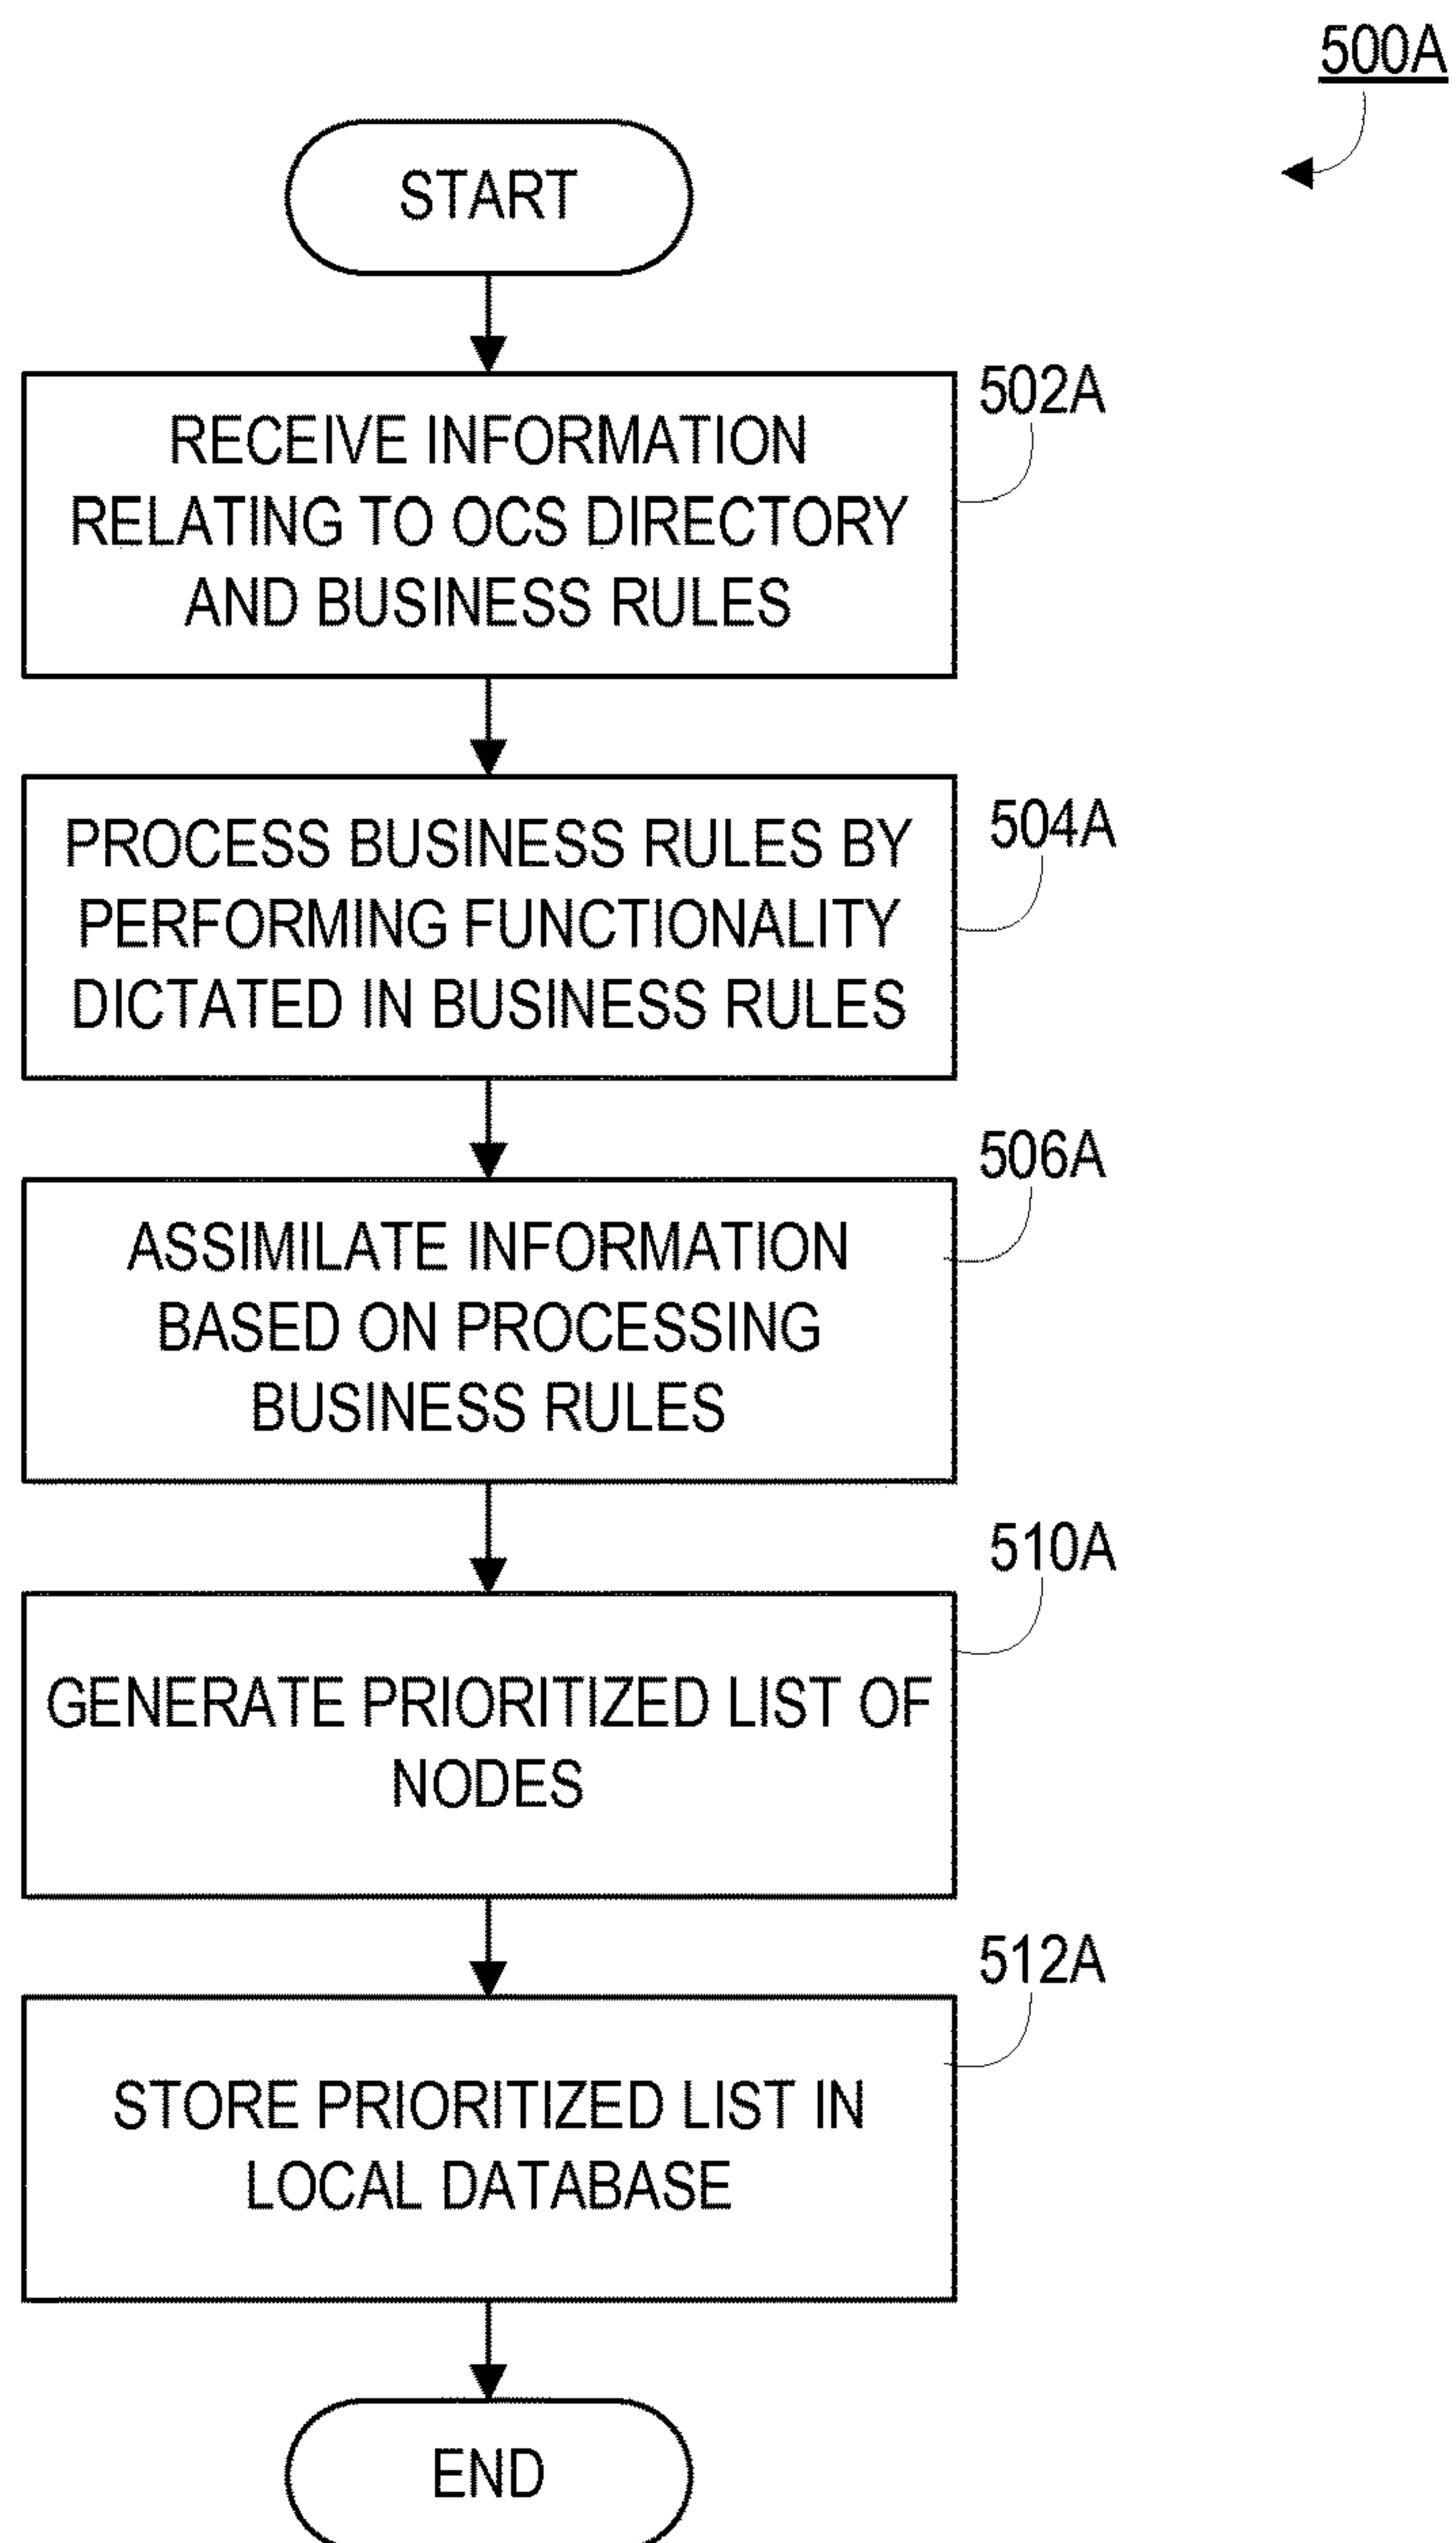 500A
START
502A
RECEIVE INFORMATION
RELATING TO OCS DIRECTORY
AND BUSINESS RULES
504A
PROCESS BUSINESS RULES BY
PERFORMING FUNCTIONALITY
DICTATED IN BUSINESS RULES
506A
ASSIMILATE INFORMATION
BASED ON PROCESSING
BUSINESS RULES
510A
GENERATE PRIORITIZED LIST OF
NODES
512A
STORE PRIORITIZED LIST IN
LOCAL DATABASE
END